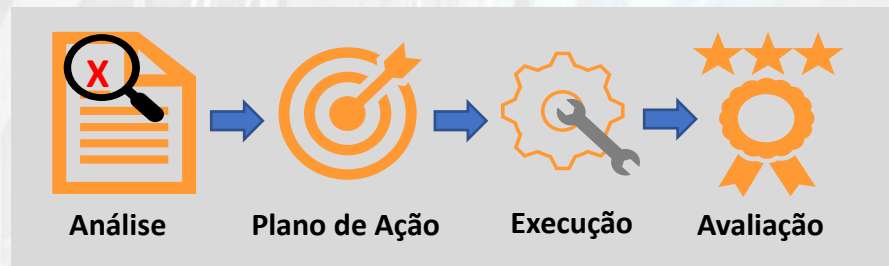 X
Análise
Plano de Ação
Execução
Avaliação